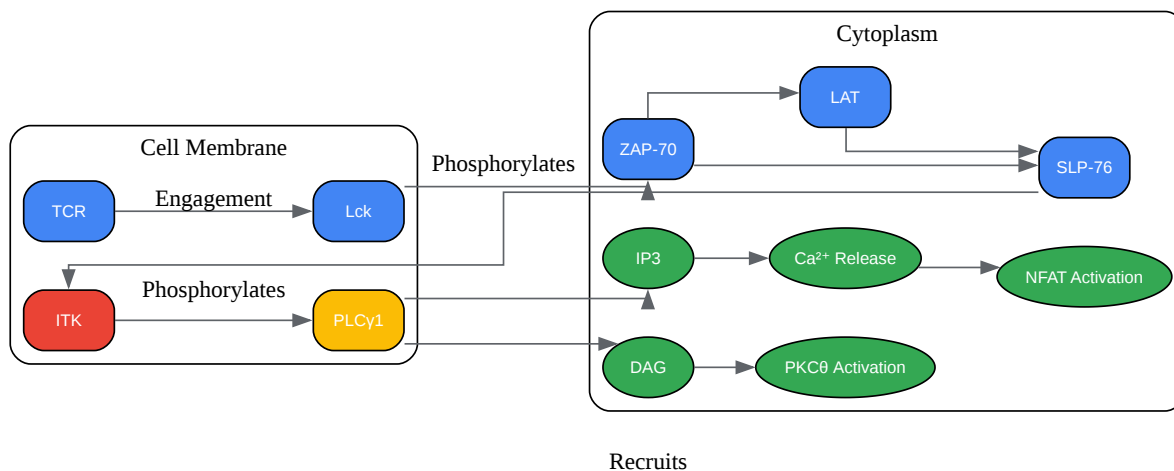 Cytoplasm
LAT
ZAP-70
SLP-76
Cell Membrane
Phosphorylates
TCR
Engagement
Lck
IP3
Ca²⁺ Release
NFAT Activation
Phosphorylates
ITK
PLCγ1
DAG
PKCθ Activation
Recruits